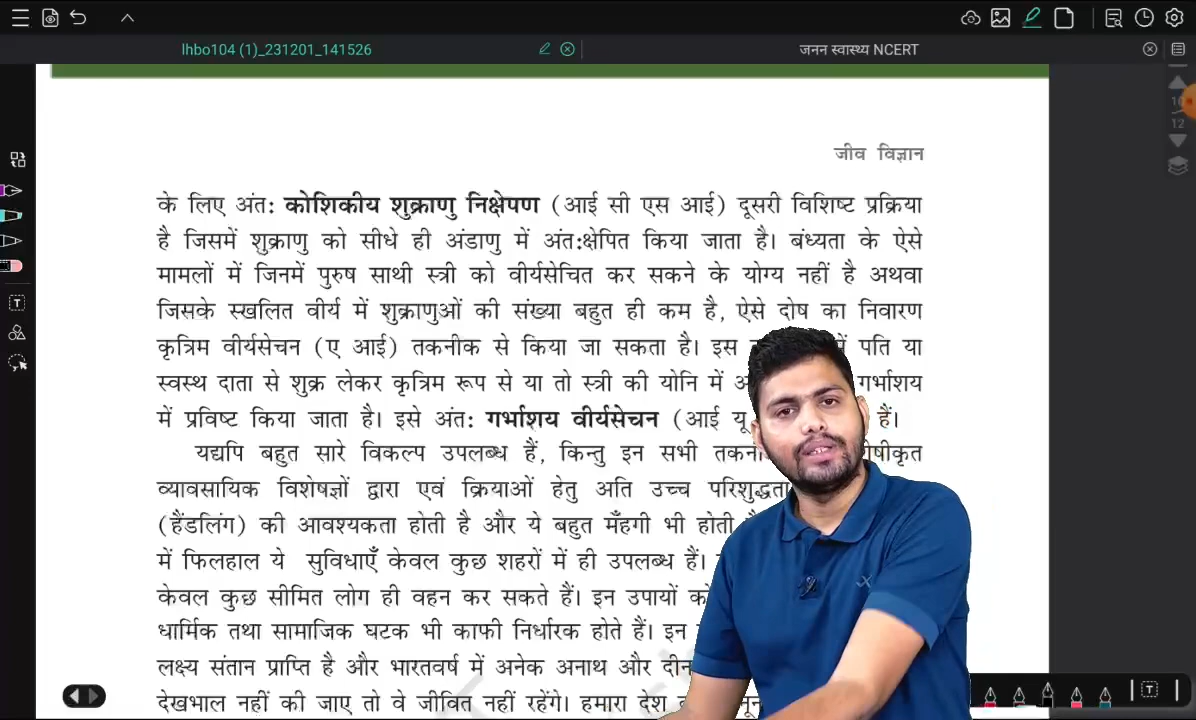 lhbo104 (1)_231201_141526
जनन स्वास्थ्य NCERT
12
जीव विज्ञान
के लिए अंत: कोशिकीय शुक्राणु निक्षेपण (आई सी एस आई) दूसरी विशिष्ट प्रक्रिया
है जिसमें शुक्राणु को सीधे ही अंडाणु में अंत:क्षेपित किया जाता है। बंध्यता के ऐसे
मामलों में जिनमें पुरुष साथी स्त्री को वीर्यसेचित कर सकने के योग्य नहीं है अथवा
जिसके स्खलित वीर्य में शुक्राणुओं की संख्या बहुत ही कम है, ऐसे दोष का निवारण
कृत्रिम वीर्यसेचन (ए आई) तकनीक से किया जा सकता है। इस में पति या
स्वस्थ दाता से शुक्र लेकर कृत्रिम रूप से या तो स्त्री की योनि में गर्भाशय
में प्रविष्ट किया जाता है। इसे अंत: गर्भाशय वीर्यसेचन (आई यू हैं।
यद्यपि बहुत सारे विकल्प उपलब्ध हैं, किन्तु इन सभी
व्यावसायिक विशेषज्ञों द्वारा एवं क्रियाओं हेतु अति उच्च परिशुद्धता
(हैंडलिंग) की आवश्यकता होती है और ये बहुत मँहगी भी होती
में फिलहाल ये सुविधाएँ केवल कुछ शहरों में ही उपलब्ध हैं।
केवल कुछ सीमित लोग ही वहन कर सकते हैं। इन उपायों को
धार्मिक तथा सामाजिक घटक भी काफी निर्धारक होते हैं। इन
लक्ष्य संतान प्राप्ति है और भारतवर्ष में अनेक अनाथ और दीन
देखभाल नहीं की जाए तो वे जीवित नहीं रहेंगे। हमारा देश